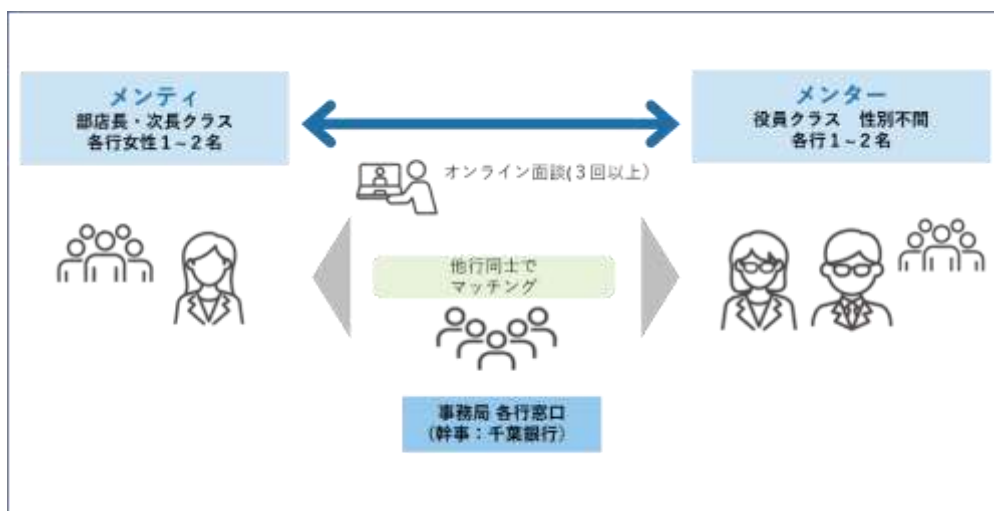 メンティ
部店長・次長クラス
各行女性1~2名
メンター
役員クラス 性別不問
各行1~2名
オンライン面談(3回以上)
他行同士で
マッチング
事務局 各行窓口
(幹事:千葉銀行)